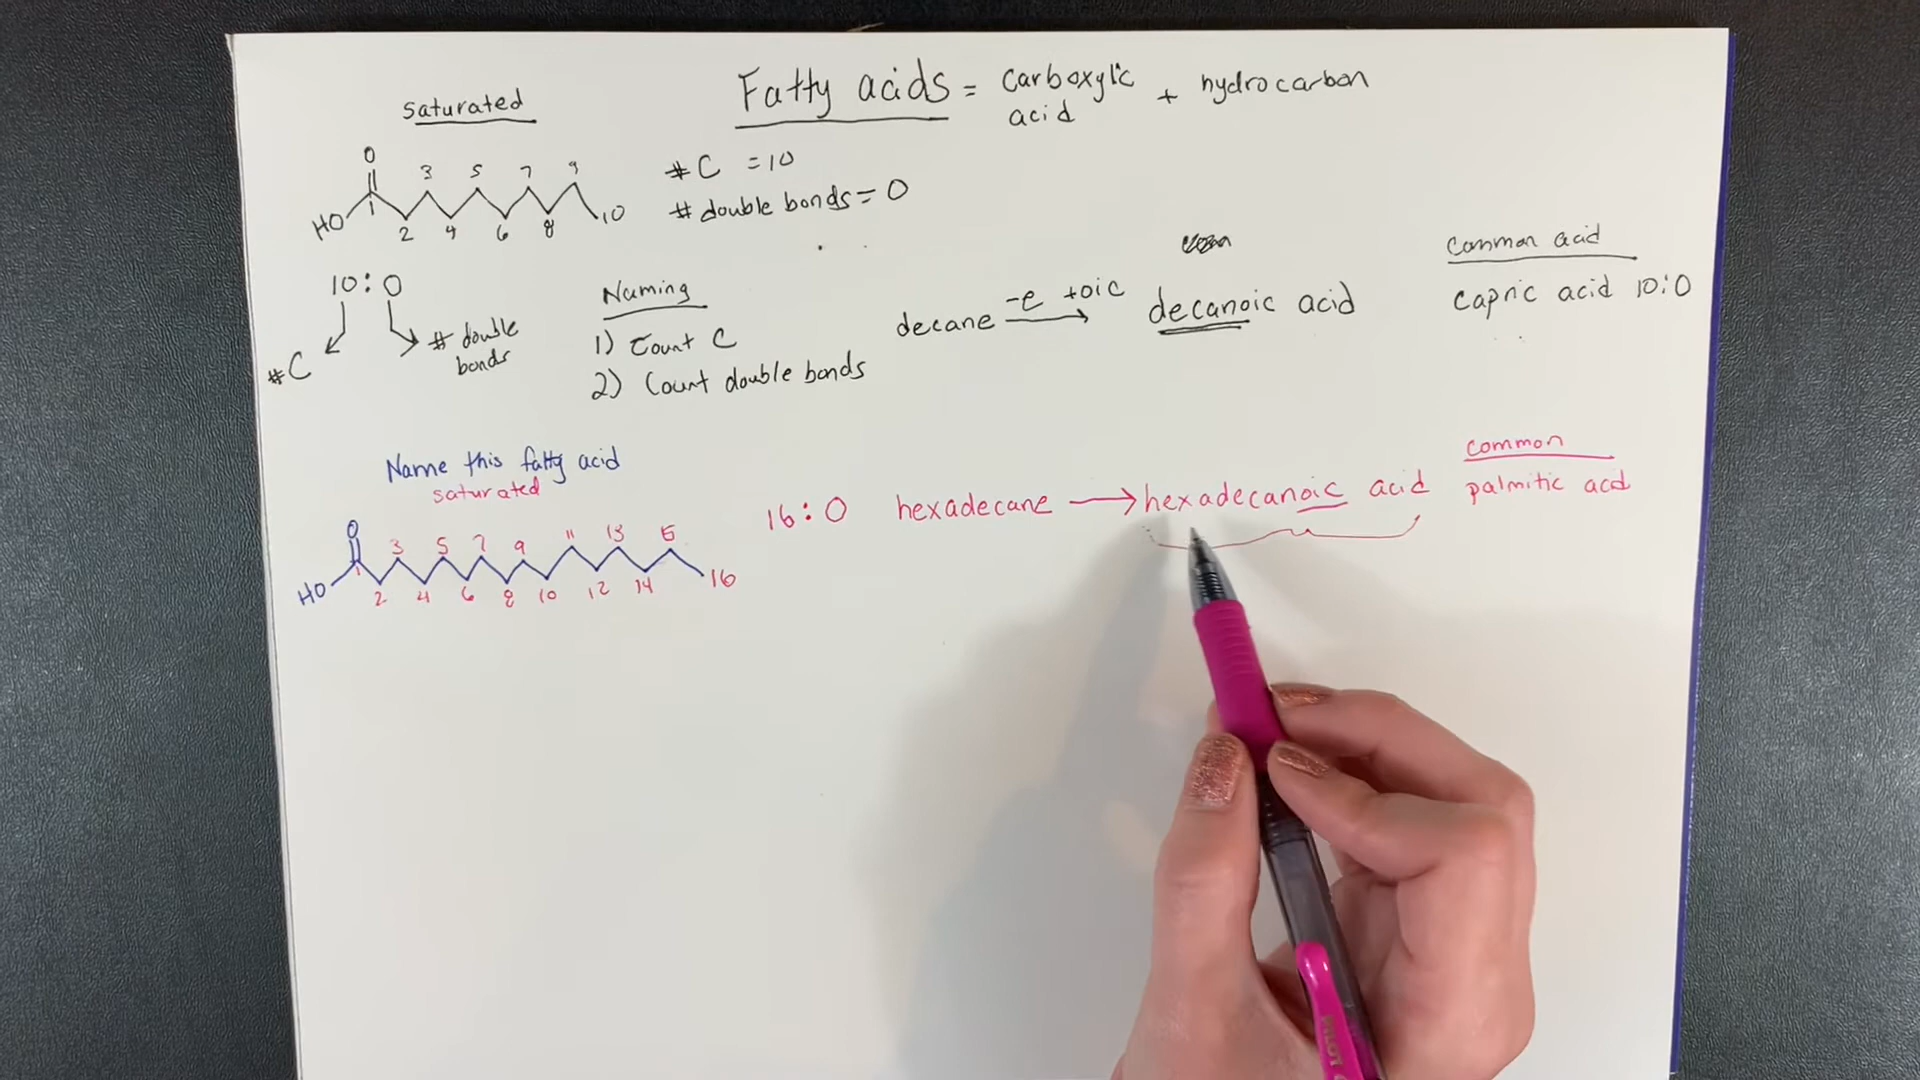 Fatty acids = carboxylic acid + hydrocarbon
saturated
O
HO
1 2 3 4 5 6 7 8 9 10
#C = 10
# double bonds = 0
10:0
#C
# double bonds
Naming
1) Count C
2) Count double bonds
decane -e +oic decanoic acid
Common acid
capric acid 10:0
Name this fatty acid
saturated
O
HO
1 2 3 4 5 6 7 8 9 10 11 12 13 14 15 16
16:0 hexadecane → hexadecanoic acid
common
palmitic acid
PILOT